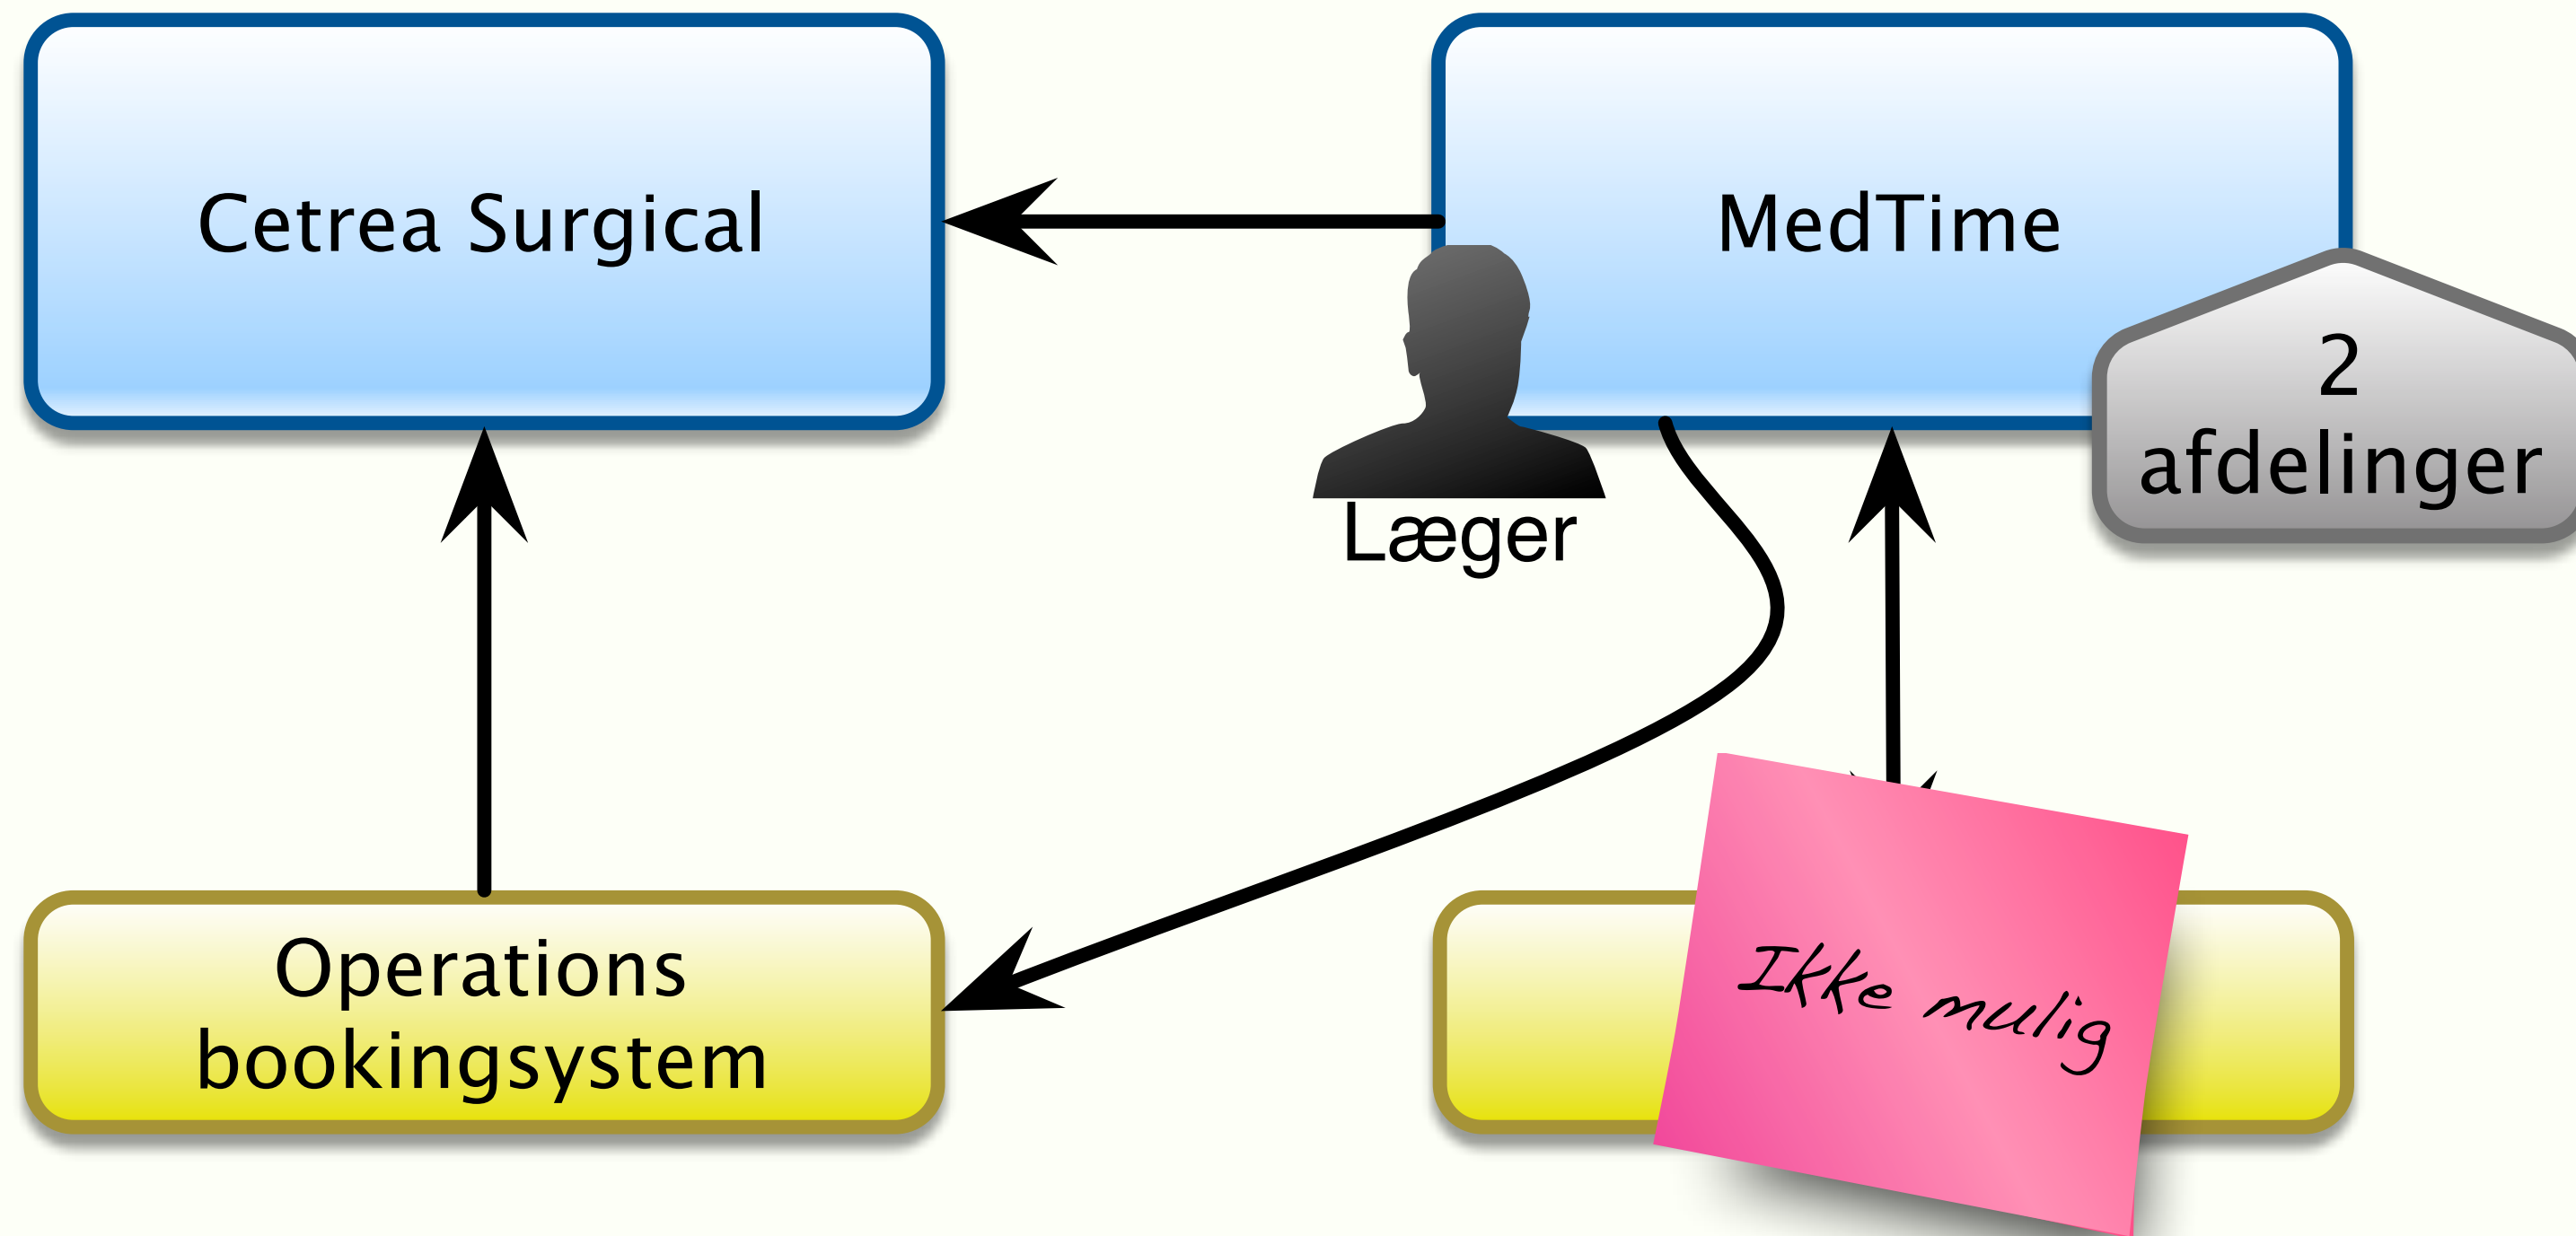 Cetrea Surgical
MedTime
2
afdelinger
Læger
Operations
bookingsystem
Ikke mulig